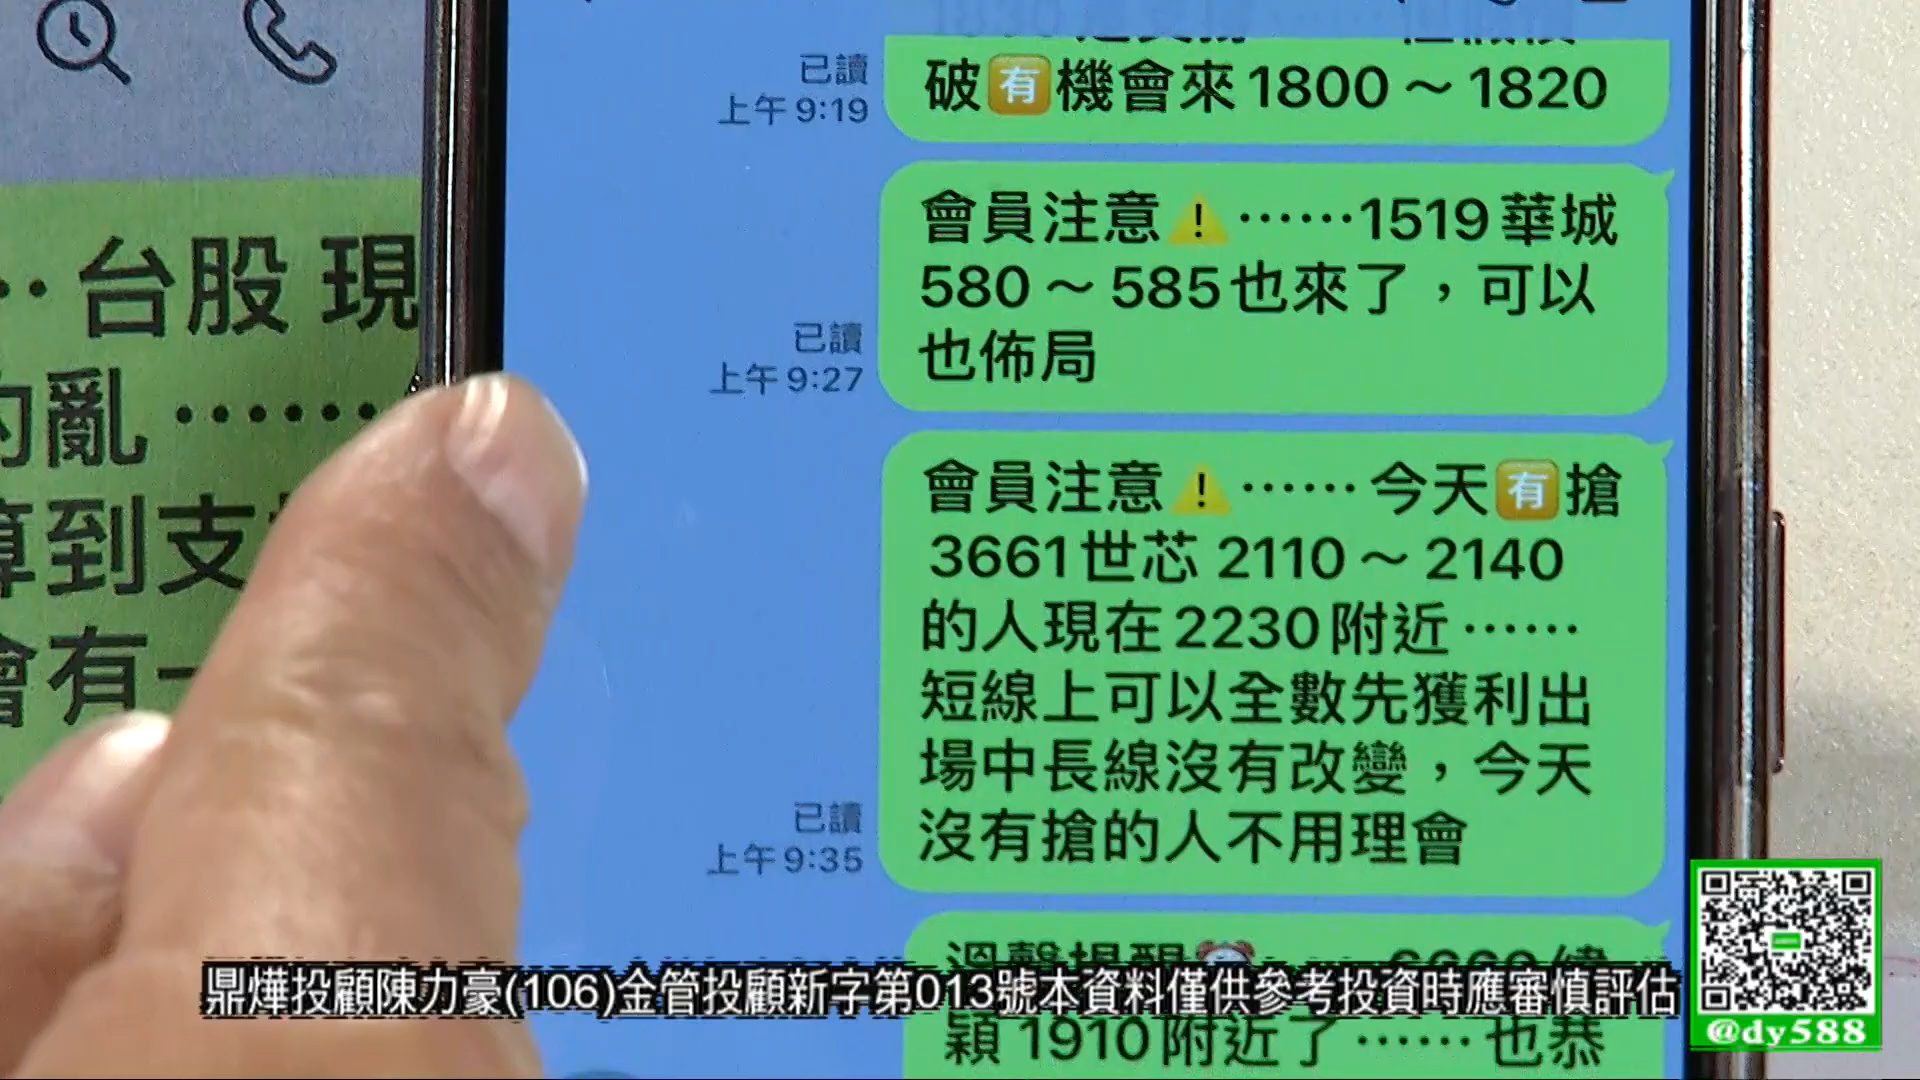 破🈶機會來1800～1820
已讀
上午9:19
會員注意⚠️⋯⋯1519華城
580～585也來了，可以
也佈局
已讀
上午9:27
會員注意⚠️⋯⋯今天🈶搶
3661世芯 2110～2140
的人現在2230附近⋯⋯
短線上可以全數先獲利出
場中長線沒有改變，今天
沒有搶的人不用理會
已讀
上午9:35
溫馨提醒⏰
穎1910附近了⋯⋯也恭
台股 現
的亂⋯⋯
算到支
會有一
鼎燁投顧陳力豪(106)金管投顧新字第013號本資料僅供參考投資時應審慎評估
@dy588